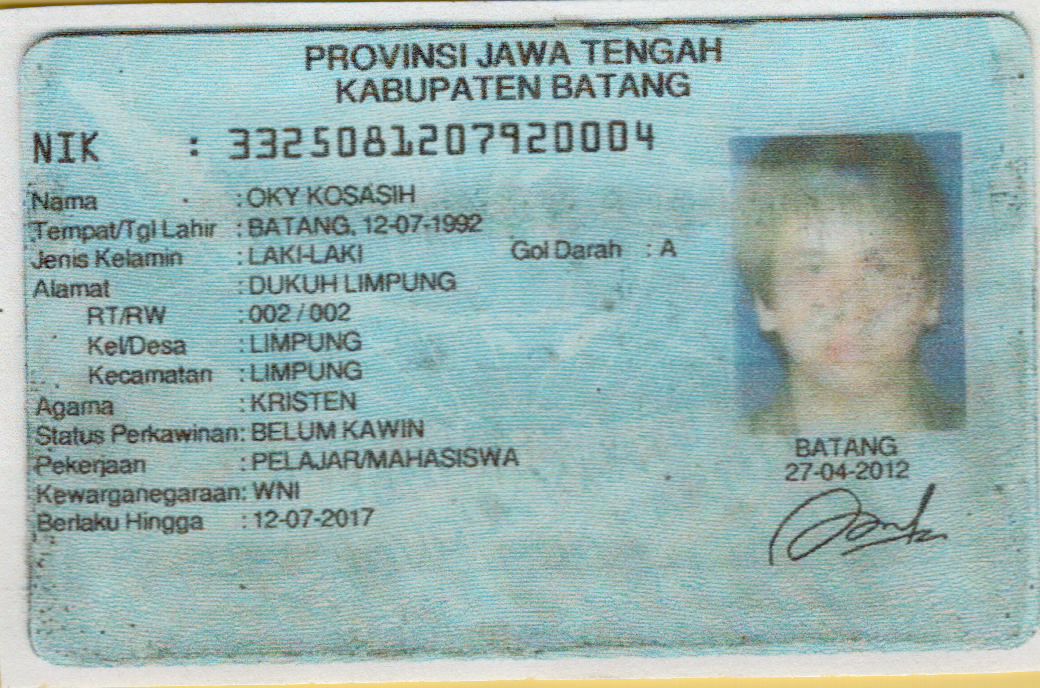 PROVINSI JAWA TENGAH
KABUPATEN BATANG
NIK : 3325081207920004
Nama : OKY KOSASIH
Tempat/Tgl Lahir : BATANG, 12-07-1992
Jenis Kelamin : LAKI-LAKI Gol Darah : A
Alamat : DUKUH LIMPUNG
RT/RW : 002 / 002
Kel/Desa : LIMPUNG
Kecamatan : LIMPUNG
Agama : KRISTEN
Status Perkawinan: BELUM KAWIN
Pekerjaan : PELAJAR/MAHASISWA
Kewarganegaraan: WNI
Berlaku Hingga : 12-07-2017
BATANG
27-04-2012